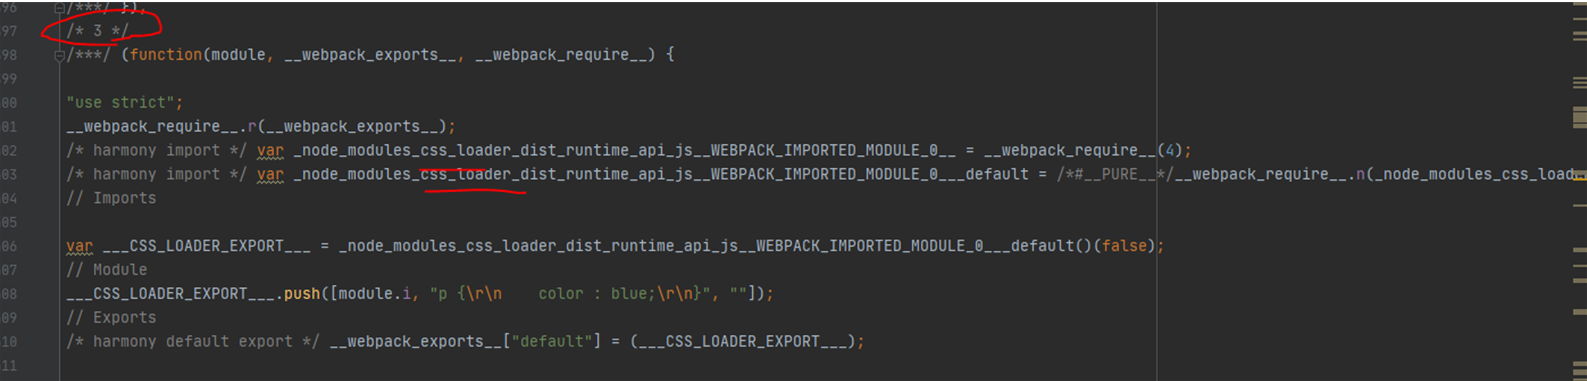 96 /***/ }),
97 /* 3 */
98 /***/ (function(module, __webpack_exports__, __webpack_require__) {
99
00 "use strict";
01 __webpack_require__.r(__webpack_exports__);
02 /* harmony import */ var _node_modules_css_loader_dist_runtime_api_js__WEBPACK_IMPORTED_MODULE_0__ = __webpack_require__(4);
03 /* harmony import */ var _node_modules_css_loader_dist_runtime_api_js__WEBPACK_IMPORTED_MODULE_0___default = /*#__PURE__*/__webpack_require__.n(_node_modules_css_load
04 // Imports
05
06 var ___CSS_LOADER_EXPORT___ = _node_modules_css_loader_dist_runtime_api_js__WEBPACK_IMPORTED_MODULE_0___default()(false);
07 // Module
08 ___CSS_LOADER_EXPORT___.push([module.i, "p {\r\n    color : blue;\r\n}", ""]);
09 // Exports
10 /* harmony default export */ __webpack_exports__["default"] = (___CSS_LOADER_EXPORT___);
11